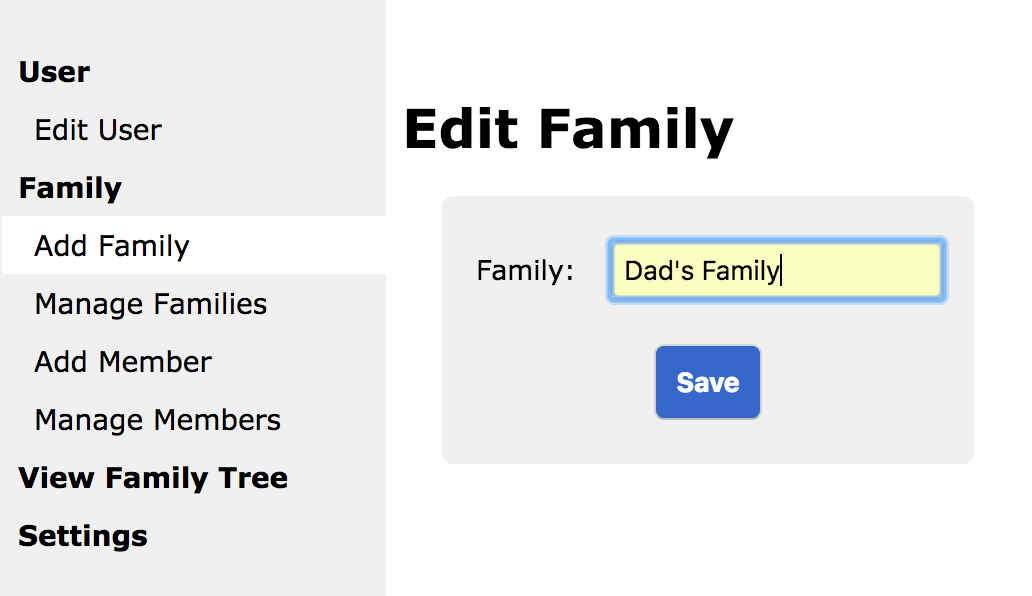 User
Edit User
Family
Add Family
Manage Families
Add Member
Manage Members
View Family Tree
Settings
Edit Family
Family: Dad's Family
Save